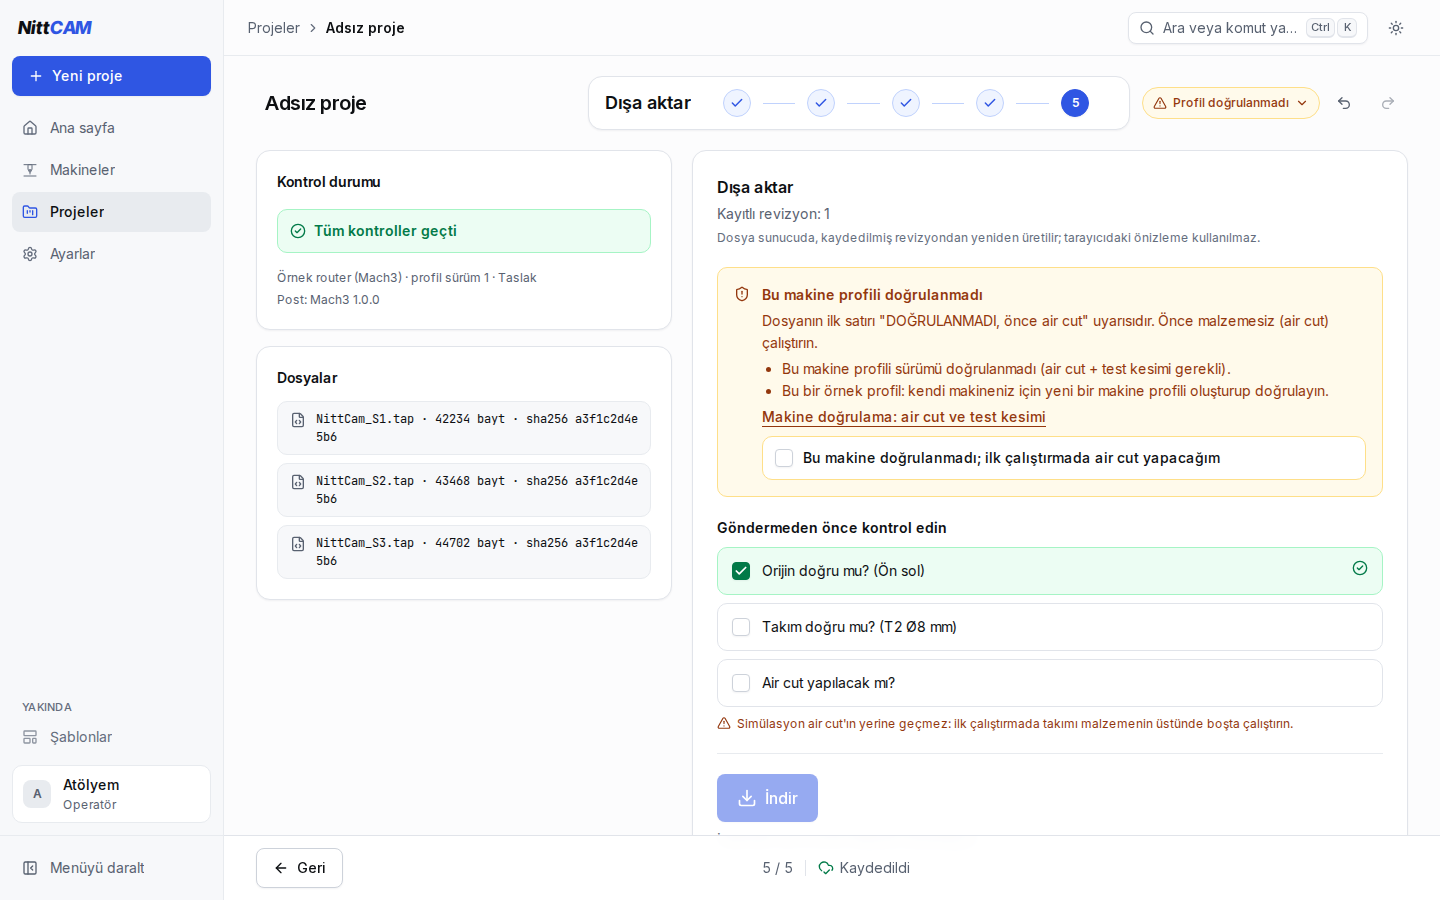 NittCAM
Yeni proje
Ana sayfa
Makineler
Projeler
Ayarlar
YAKINDA
Şablonlar
A
Atölyem
Operatör
Menüyü daralt
Projeler > Adsız proje
Ara veya komut ya... Ctrl K
Adsız proje
Dışa aktar
5
Profil doğrulanmadı
Kontrol durumu
Tüm kontroller geçti
Örnek router (Mach3) · profil sürüm 1 · Taslak
Post: Mach3 1.0.0
Dosyalar
NittCam_S1.tap · 42234 bayt · sha256 a3f1c2d4e
5b6
NittCam_S2.tap · 43468 bayt · sha256 a3f1c2d4e
5b6
NittCam_S3.tap · 44702 bayt · sha256 a3f1c2d4e
5b6
Dışa aktar
Kayıtlı revizyon: 1
Dosya sunucuda, kaydedilmiş revizyondan yeniden üretilir; tarayıcıdaki önizleme kullanılmaz.
Bu makine profili doğrulanmadı
Dosyanın ilk satırı "DOĞRULANMADI, önce air cut" uyarısıdır. Önce malzemesiz (air cut)
çalıştırın.
• Bu makine profili sürümü doğrulanmadı (air cut + test kesimi gerekli).
• Bu bir örnek profil: kendi makineniz için yeni bir makine profili oluşturup doğrulayın.
Makine doğrulama: air cut ve test kesimi
Bu makine doğrulanmadı; ilk çalıştırmada air cut yapacağım
Göndermeden önce kontrol edin
Orijin doğru mu? (Ön sol)
Takım doğru mu? (T2 Ø8 mm)
Air cut yapılacak mı?
Simülasyon air cut'ın yerine geçmez: ilk çalıştırmada takımı malzemenin üstünde boşta çalıştırın.
İndir
Geri
5 / 5
Kaydedildi